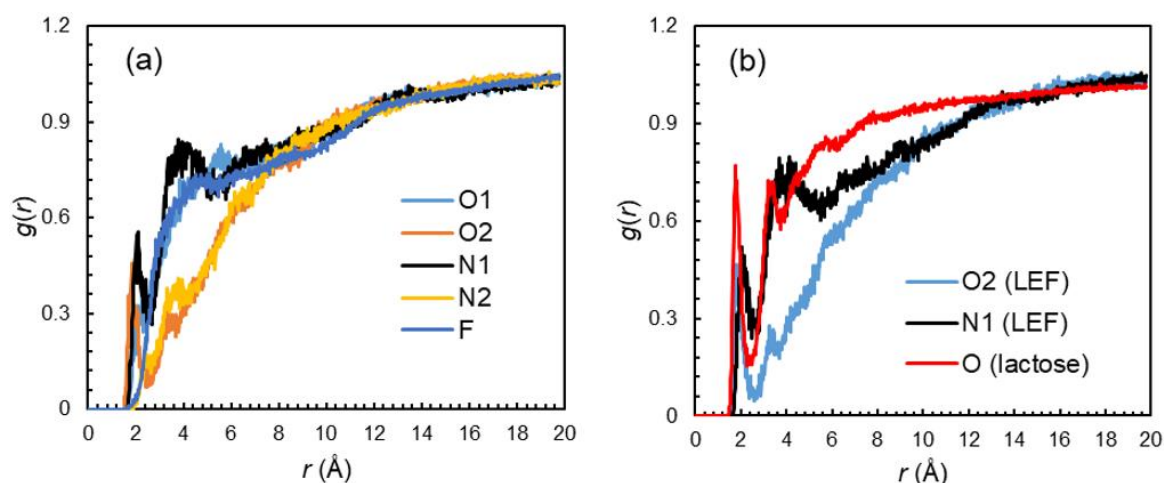 (a)
g(r)
1.2
0.9
0.6
0.3
0
O1
O2
N1
N2
F
0 2 4 6 8 10 12 14 16 18 20
r (Å)
(b)
g(r)
1.2
0.9
0.6
0.3
0
O2 (LEF)
N1 (LEF)
O (lactose)
0 2 4 6 8 10 12 14 16 18 20
r (Å)